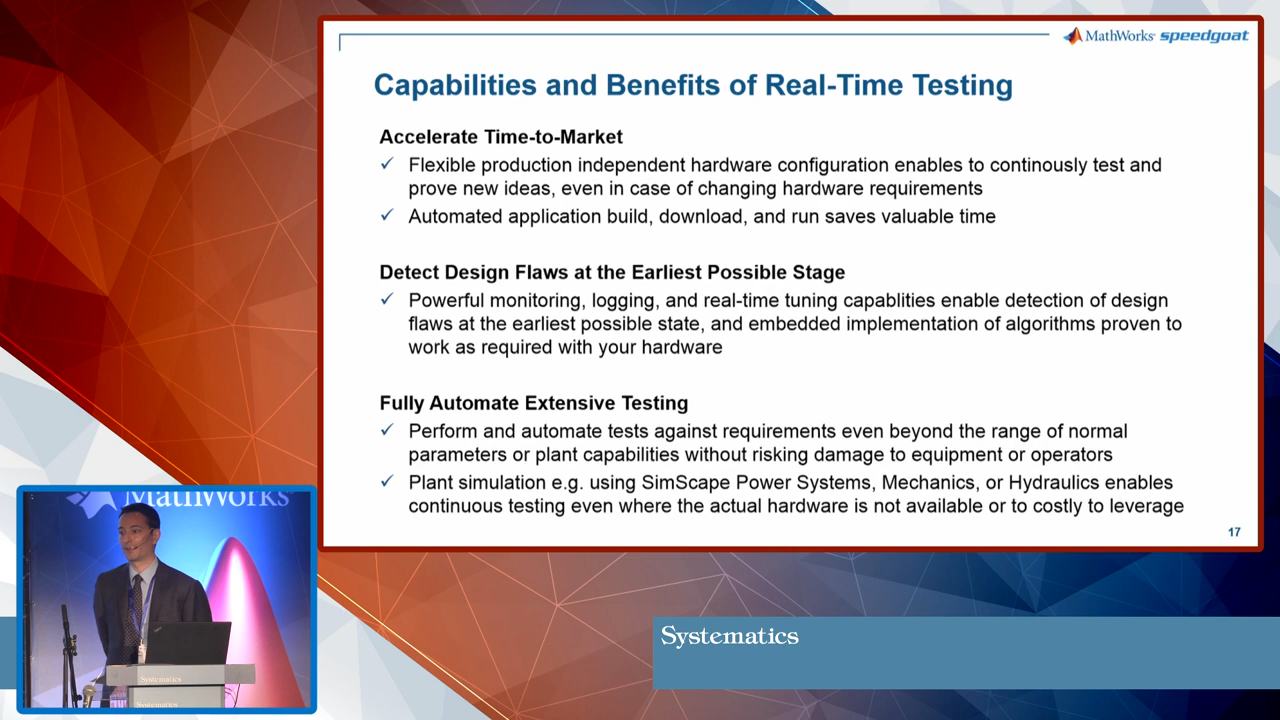 MathWorks speedgoat
Capabilities and Benefits of Real-Time Testing
Accelerate Time-to-Market
Flexible production independent hardware configuration enables to continously test and
prove new ideas, even in case of changing hardware requirements
Automated application build, download, and run saves valuable time
Detect Design Flaws at the Earliest Possible Stage
Powerful monitoring, logging, and real-time tuning capablities enable detection of design
flaws at the earliest possible state, and embedded implementation of algorithms proven to
work as required with your hardware
Fully Automate Extensive Testing
Perform and automate tests against requirements even beyond the range of normal
parameters or plant capabilities without risking damage to equipment or operators
Plant simulation e.g. using SimScape Power Systems, Mechanics, or Hydraulics enables
continuous testing even where the actual hardware is not available or to costly to leverage
17
MathWorks
Systematics
Systematics
Systematics